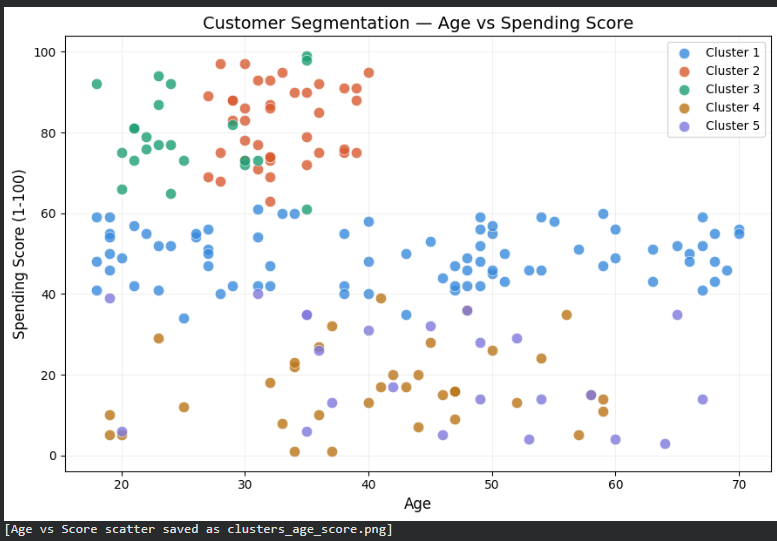 Customer Segmentation — Age vs Spending Score
Cluster 1
Cluster 2
Cluster 3
Cluster 4
Cluster 5
100
80
60
40
20
0
Spending Score (1-100)
20 30 40 50 60 70
Age
[Age vs Score scatter saved as clusters_age_score.png]